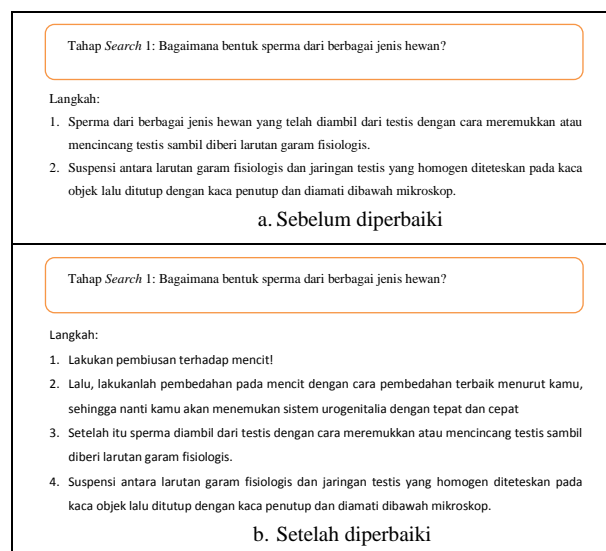 Tahap Search 1: Bagaimana bentuk sperma dari berbagai jenis hewan?
Langkah:
1. Sperma dari berbagai jenis hewan yang telah diambil dari testis dengan cara meremukkan atau
mencincang testis sambil diberi larutan garam fisiologis.
2. Suspensi antara larutan garam fisiologis dan jaringan testis yang homogen diteteskan pada kaca
objek lalu ditutup dengan kaca penutup dan diamati dibawah mikroskop.
a. Sebelum diperbaiki
Tahap Search 1: Bagaimana bentuk sperma dari berbagai jenis hewan?
Langkah:
1. Lakukan pembiusan terhadap mencit!
2. Lalu, lakukanlah pembedahan pada mencit dengan cara pembedahan terbaik menurut kamu,
sehingga nanti kamu akan menemukan sistem urogenitalia dengan tepat dan cepat
3. Setelah itu sperma diambil dari testis dengan cara meremukkan atau mencincang testis sambil
diberi larutan garam fisiologis.
4. Suspensi antara larutan garam fisiologis dan jaringan testis yang homogen diteteskan pada
kaca objek lalu ditutup dengan kaca penutup dan diamati dibawah mikroskop.
b. Setelah diperbaiki